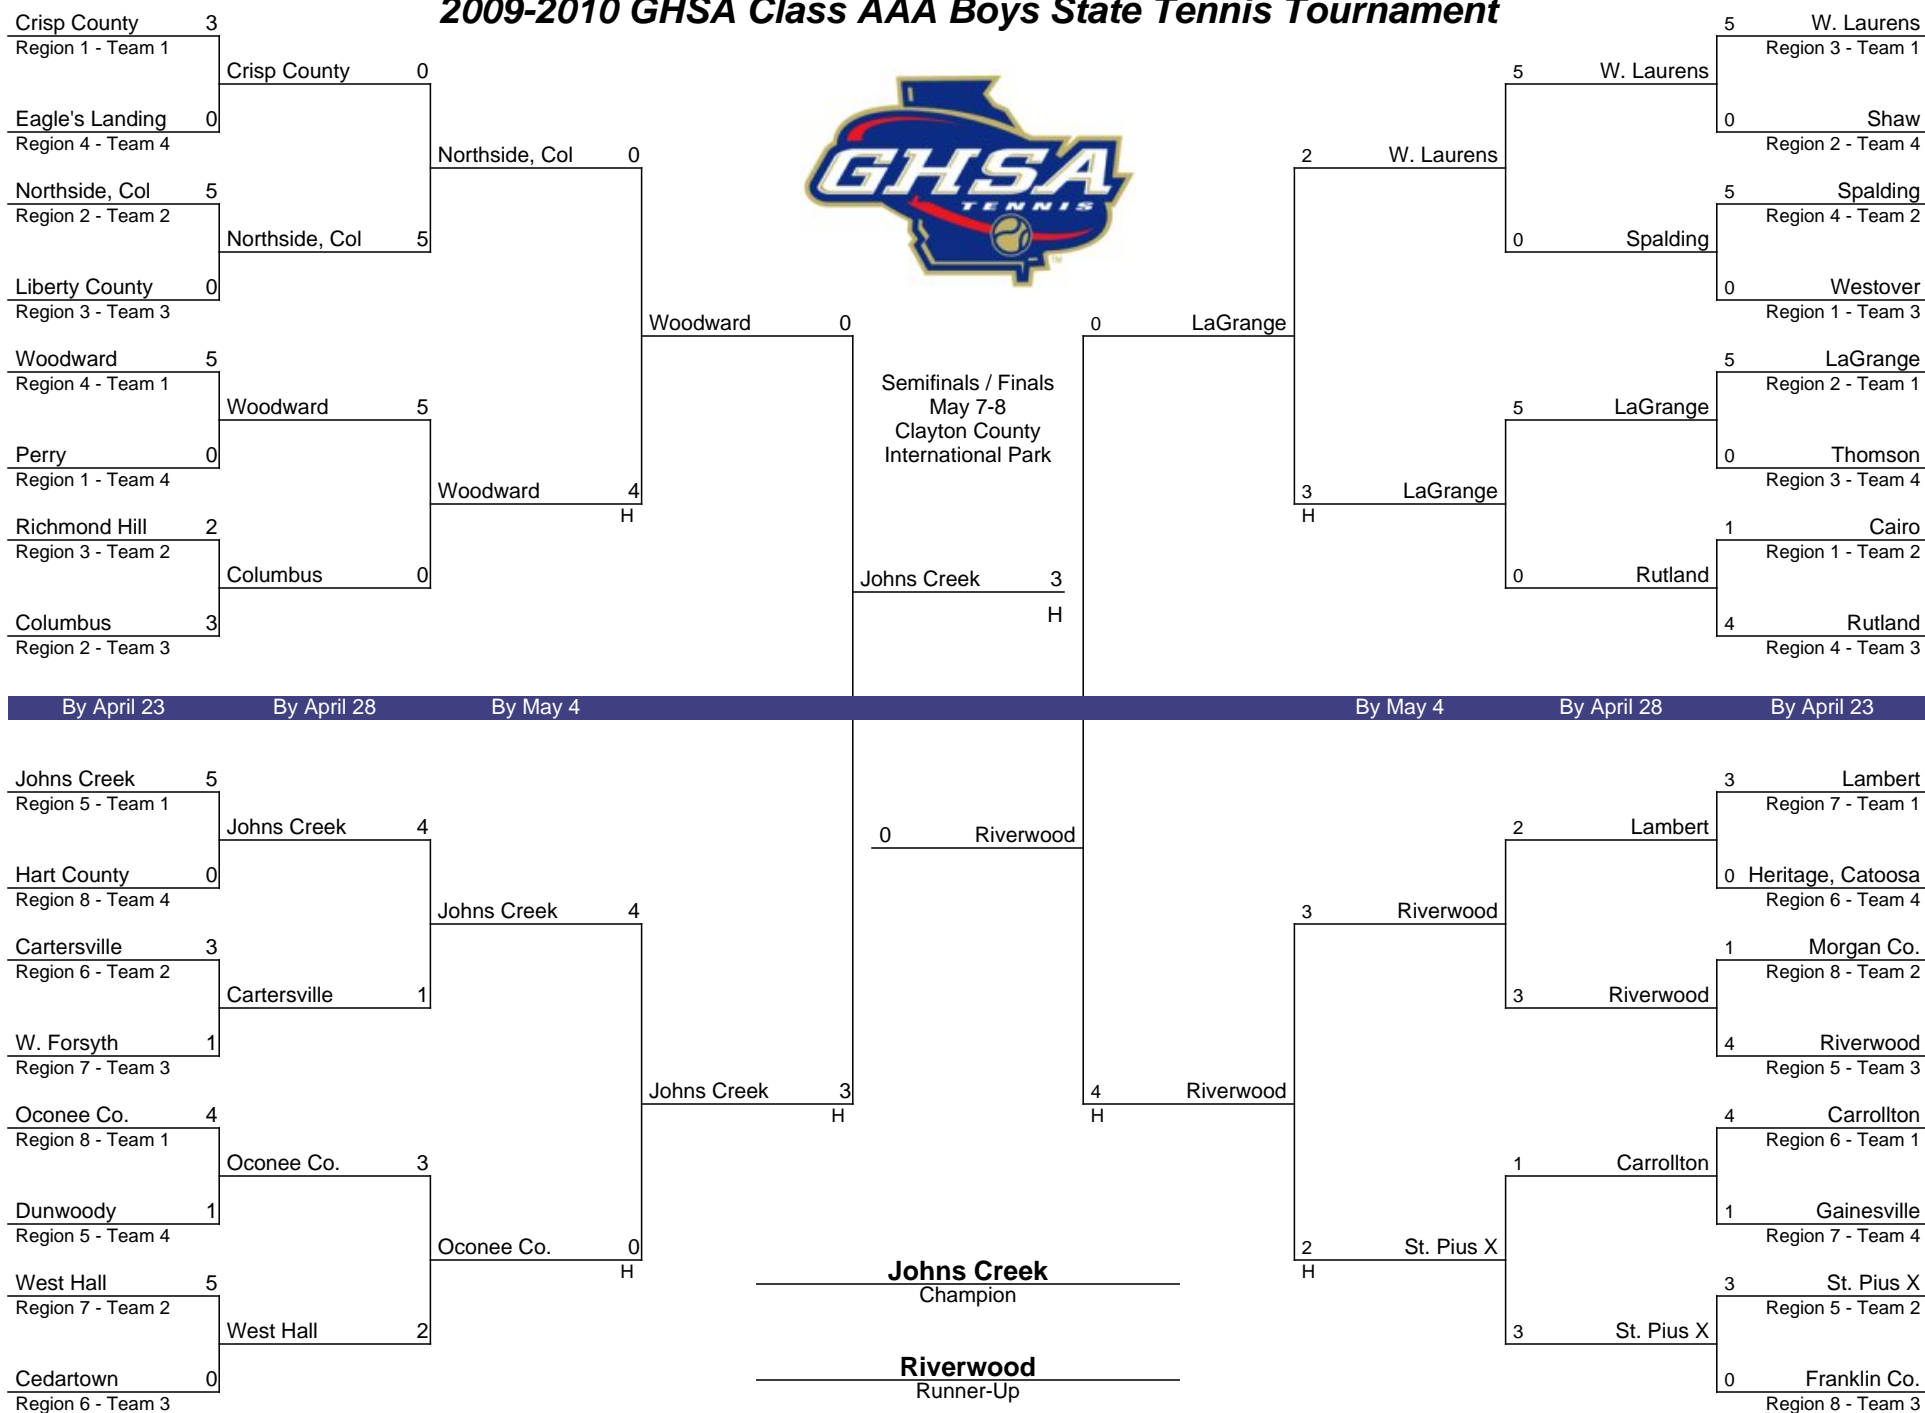 2009-2010 GHSA Class AAA Boys State Tennis Tournament
Crisp County 3
Region 1 - Team 1
Eagle's Landing 0
Region 4 - Team 4
Northside, Col 5
Region 2 - Team 2
Liberty County 0
Region 3 - Team 3
Woodward 5
Region 4 - Team 1
Perry 0
Region 1 - Team 4
Richmond Hill 2
Region 3 - Team 2
Columbus 3
Region 2 - Team 3
Crisp County 0
Northside, Col 5
Woodward 5
Columbus 0
Northside, Col 0
Woodward 4
H
Woodward 0
GHSA
TENNIS
TM
Semifinals / Finals
May 7-8
Clayton County
International Park
Johns Creek 3
H
0 LaGrange
2 W. Laurens
3 LaGrange
H
5 W. Laurens
0 Spalding
5 LaGrange
0 Rutland
5 W. Laurens
Region 3 - Team 1
0 Shaw
Region 2 - Team 4
5 Spalding
Region 4 - Team 2
0 Westover
Region 1 - Team 3
5 LaGrange
Region 2 - Team 1
0 Thomson
Region 3 - Team 4
1 Cairo
Region 1 - Team 2
4 Rutland
Region 4 - Team 3
By April 23 By April 28 By May 4 By May 4 By April 28 By April 23
Johns Creek 5
Region 5 - Team 1
Hart County 0
Region 8 - Team 4
Cartersville 3
Region 6 - Team 2
W. Forsyth 1
Region 7 - Team 3
Oconee Co. 4
Region 8 - Team 1
Dunwoody 1
Region 5 - Team 4
West Hall 5
Region 7 - Team 2
Cedartown 0
Region 6 - Team 3
Johns Creek 4
Cartersville 1
Oconee Co. 3
West Hall 2
Johns Creek 4
Oconee Co. 0
H
Johns Creek 3
H
0 Riverwood
4 Riverwood
H
3 Riverwood
2 St. Pius X
H
2 Lambert
3 Riverwood
1 Carrollton
3 St. Pius X
3 Lambert
Region 7 - Team 1
0 Heritage, Catoosa
Region 6 - Team 4
1 Morgan Co.
Region 8 - Team 2
4 Riverwood
Region 5 - Team 3
4 Carrollton
Region 6 - Team 1
1 Gainesville
Region 7 - Team 4
3 St. Pius X
Region 5 - Team 2
0 Franklin Co.
Region 8 - Team 3
Johns Creek
Champion
Riverwood
Runner-Up